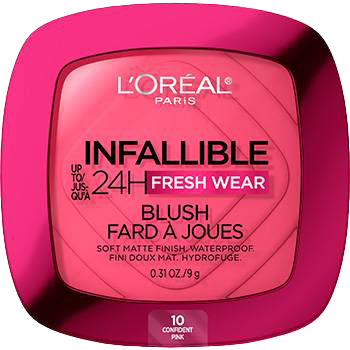 L'ORÉAL
PARIS
INFALLIBLE
UP TO/ JUS- QU'À 24H FRESH WEAR
BLUSH
FARD À JOUES
SOFT MATTE FINISH. WATERPROOF.
FINI DOUX MAT. HYDROFUGE.
0.31 OZ/9 g
10
CONFIDENT
PINK